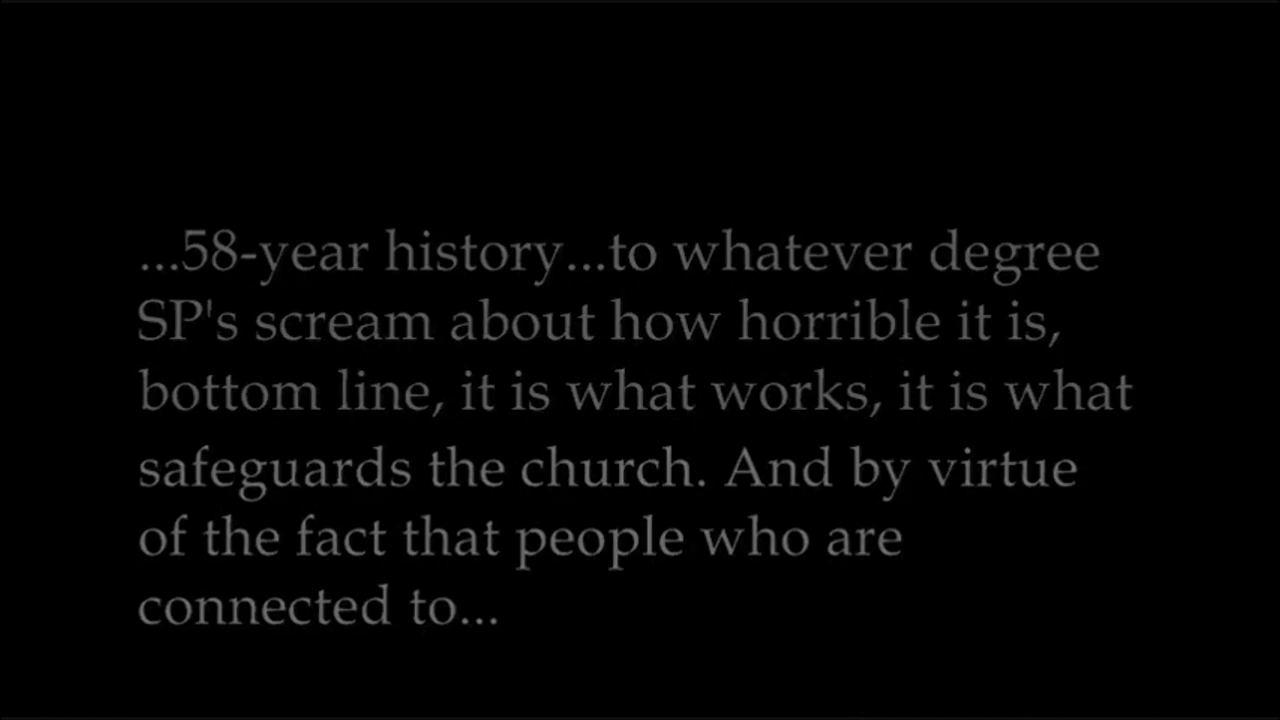 ...58-year history...to whatever degree
SP's scream about how horrible it is,
bottom line, it is what works, it is what
safeguards the church. And by virtue
of the fact that people who are
connected to...